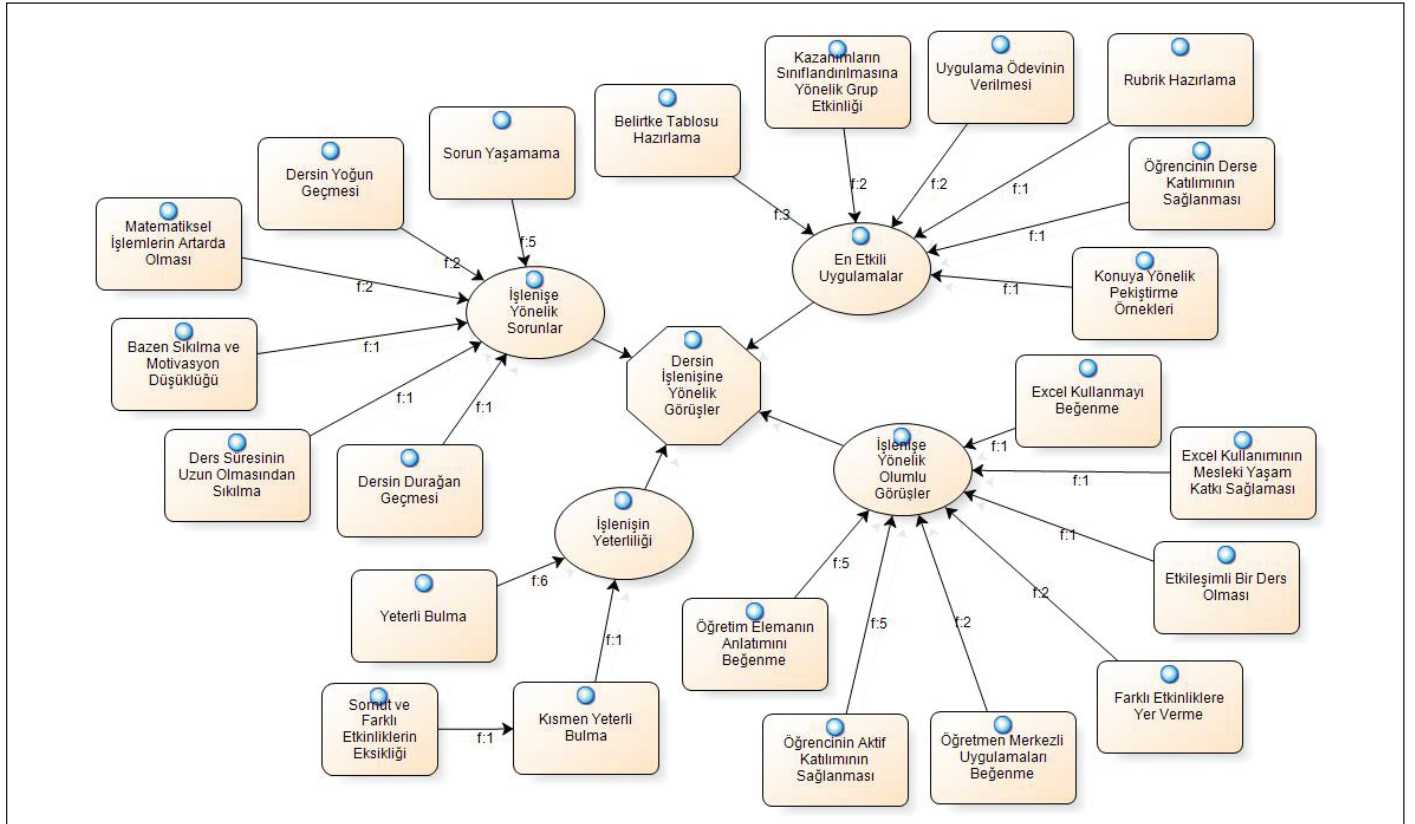 Kazanımların
Sınıflandırılmasına
Yönelik Grup
Etkinliği
Uygulama Ödevinin
Verilmesi
Rubrik Hazırlama
Belirtke Tablosu
Hazırlama
Sorun Yaşamama
Dersin Yoğun
Geçmesi
Matematiksel
İşlemlerin Artarda
Olması
Bazen Sıkılma ve
Motivasyon
Düşüklüğü
Ders Süresinin
Uzun Olmasından
Sıkılma
Dersin Durağan
Geçmesi
f:5
f:2
f:2
f:1
f:1
f:1
İşlenişe
Yönelik
Sorunlar
f:3
f:2
f:2
f:1
f:1
f:1
Öğrencinin Derse
Katılımının
Sağlanması
Konuya Yönelik
Pekiştirme
Örnekleri
En Etkili
Uygulamalar
Dersin
İşlenişine
Yönelik
Görüşler
İşlenişin
Yeterliliği
f:6
f:1
Yeterli Bulma
Kısmen Yeterli
Bulma
f:1
Somut ve
Farklı
Etkinliklerin
Eksikliği
İşlenişe
Yönelik
Olumlu
Görüşler
Excel Kullanmayı
Beğenme
f:1
Excel Kullanımının
Mesleki Yaşam
Katkı Sağlaması
f:1
Etkileşimli Bir Ders
Olması
f:1
Farklı Etkinliklere
Yer Verme
f:2
Öğretmen Merkezli
Uygulamaları
Beğenme
f:2
Öğrencinin Aktif
Katılımının
Sağlanması
f:5
Öğretim Elemanın
Anlatımını
Beğenme
f:5